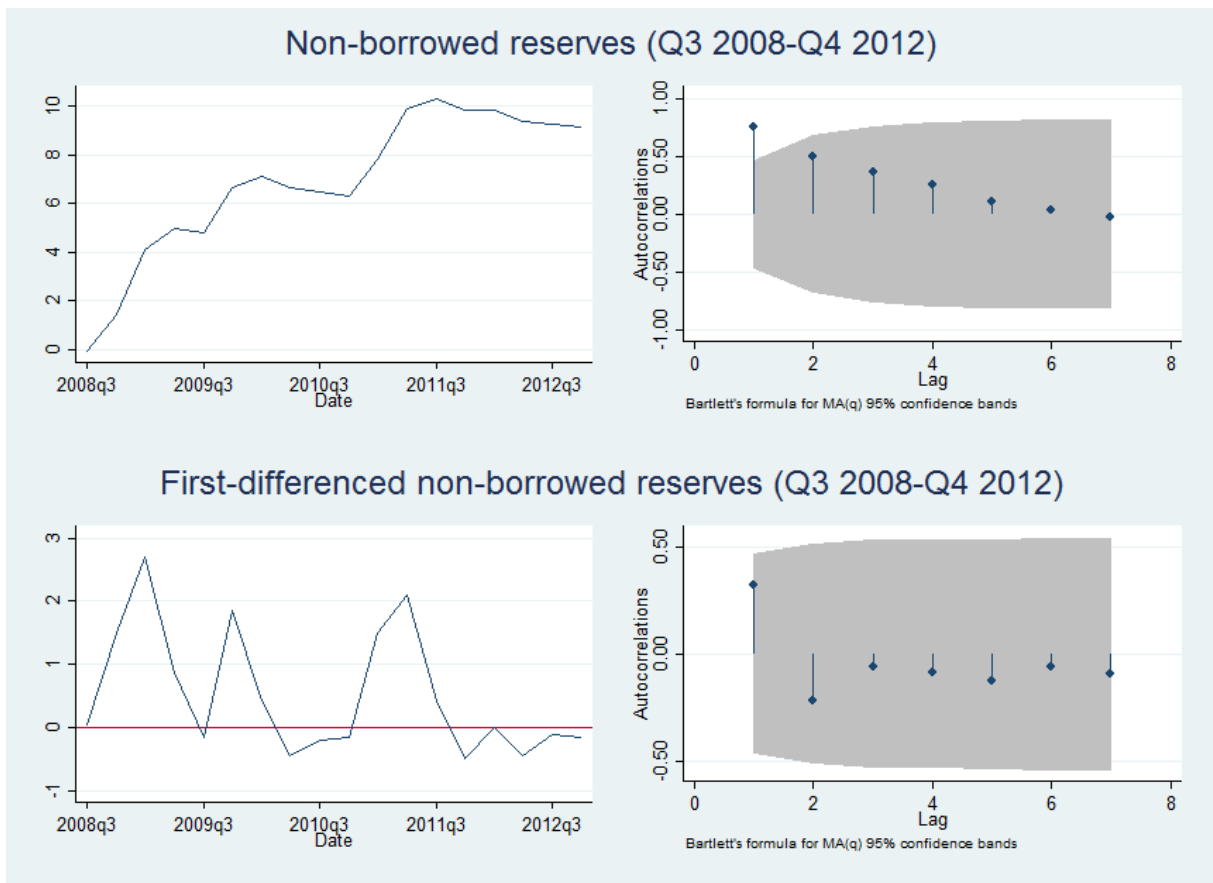 Non-borrowed reserves (Q3 2008-Q4 2012)
10
8
6
4
2
0
2008q3 2009q3 2010q3 2011q3 2012q3
Date
Autocorrelations
1.00
0.50
0.00
-0.50
-1.00
0 2 4 6 8
Lag
Bartlett's formula for MA(q) 95% confidence bands
First-differenced non-borrowed reserves (Q3 2008-Q4 2012)
3
2
1
0
-1
2008q3 2009q3 2010q3 2011q3 2012q3
Date
Autocorrelations
0.50
0.00
-0.50
0 2 4 6 8
Lag
Bartlett's formula for MA(q) 95% confidence bands